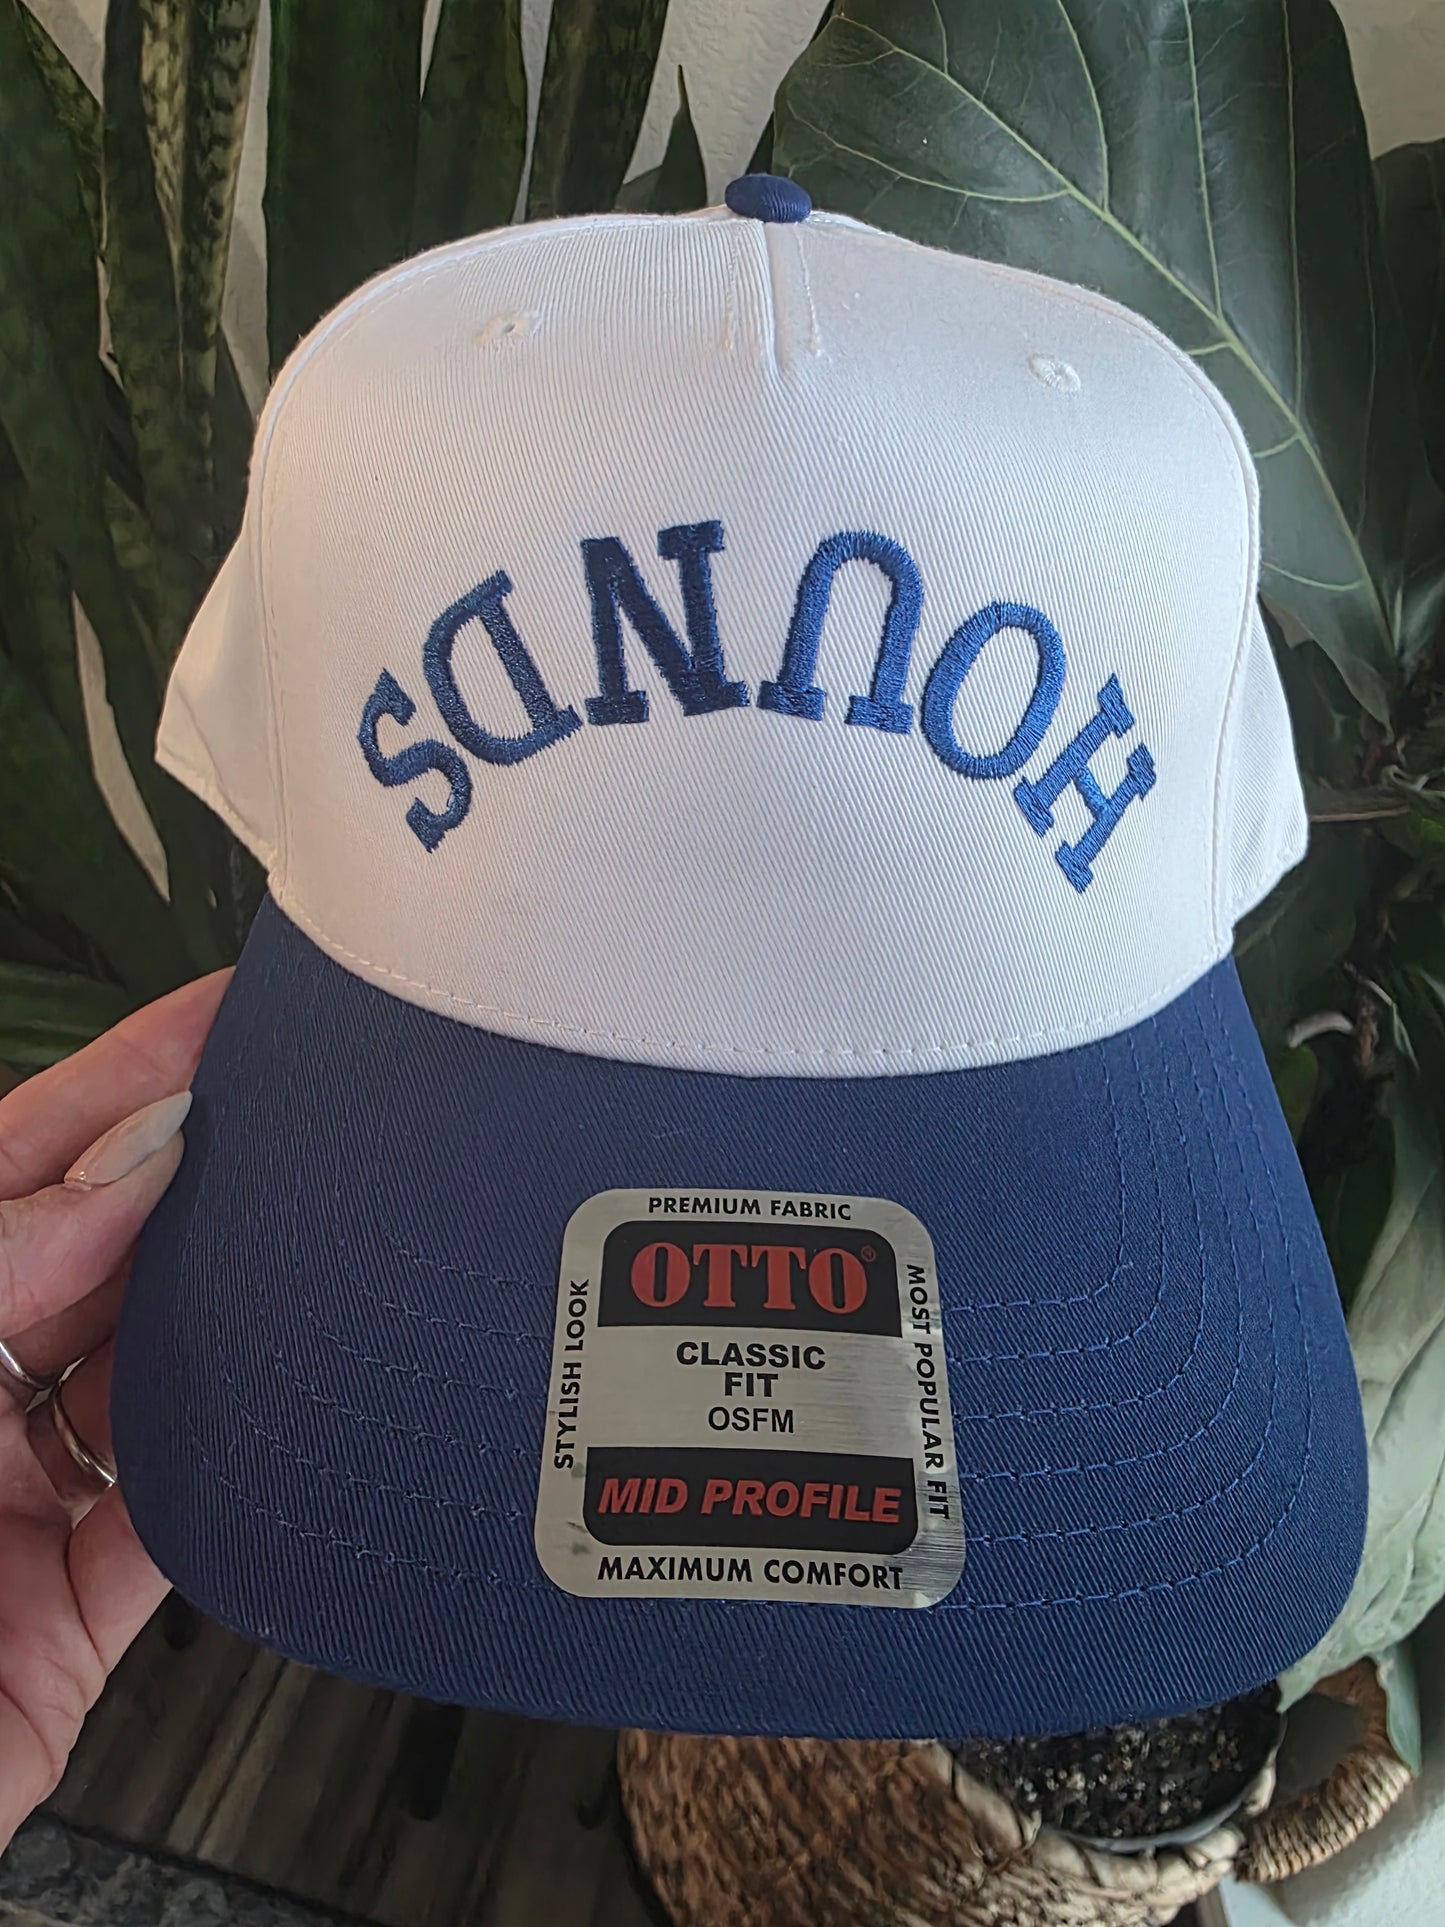 HOUNDS
PREMIUM FABRIC
OTTO®
STYLISH LOOK
MOST POPULAR FIT
CLASSIC
FIT
OSFM
MID PROFILE
MAXIMUM COMFORT